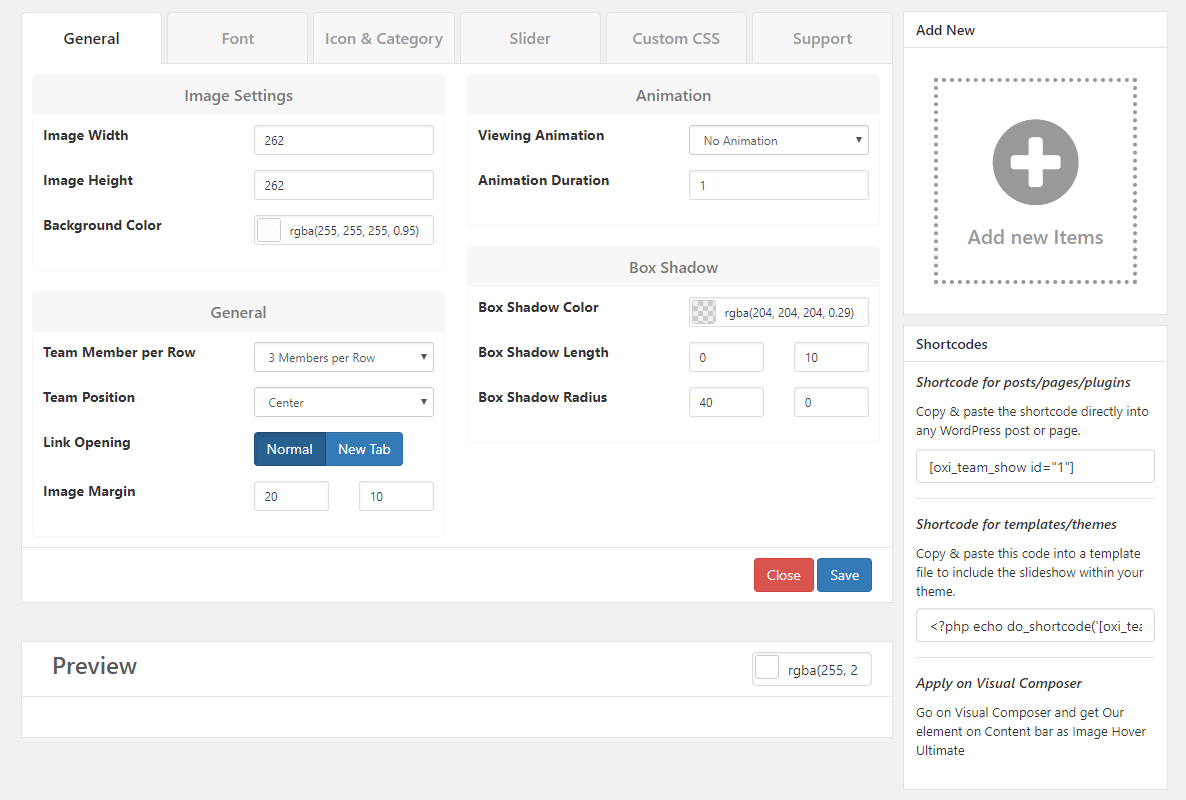 General
Font
Icon & Category
Slider
Custom CSS
Support
Image Settings
Image Width
262
Image Height
262
Background Color
rgba(255, 255, 255, 0.95)
General
Team Member per Row
3 Members per Row
Team Position
Center
Link Opening
Normal
New Tab
Image Margin
20
10
Animation
Viewing Animation
No Animation
Animation Duration
1
Box Shadow
Box Shadow Color
rgba(204, 204, 204, 0.29)
Box Shadow Length
0
10
Box Shadow Radius
40
0
Close
Save
Preview
rgba(255, 2
Add New
Add new Items
Shortcodes
Shortcode for posts/pages/plugins
Copy & paste the shortcode directly into
any WordPress post or page.
[oxi_team_show id="1"]
Shortcode for templates/themes
Copy & paste this code into a template
file to include the slideshow within your
theme.
<?php echo do_shortcode('[oxi_tea
Apply on Visual Composer
Go on Visual Composer and get Our
element on Content bar as Image Hover
Ultimate